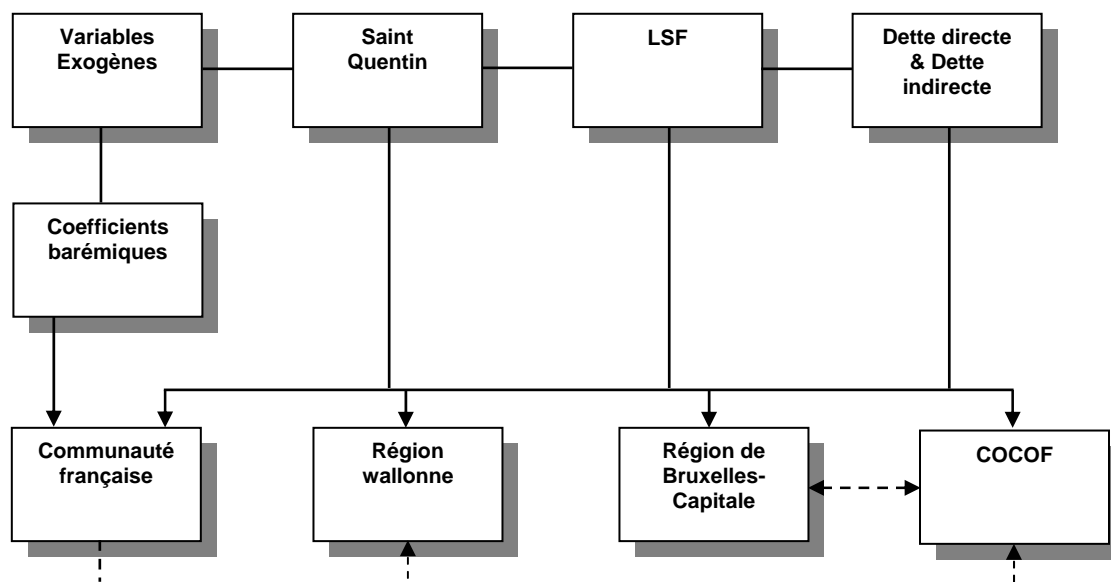 Variables
Exogènes
Saint
Quentin
LSF
Dette directe
& Dette
indirecte
Coefficients
barémiques
Communauté
française
Région
wallonne
Région de
Bruxelles-
Capitale
COCOF